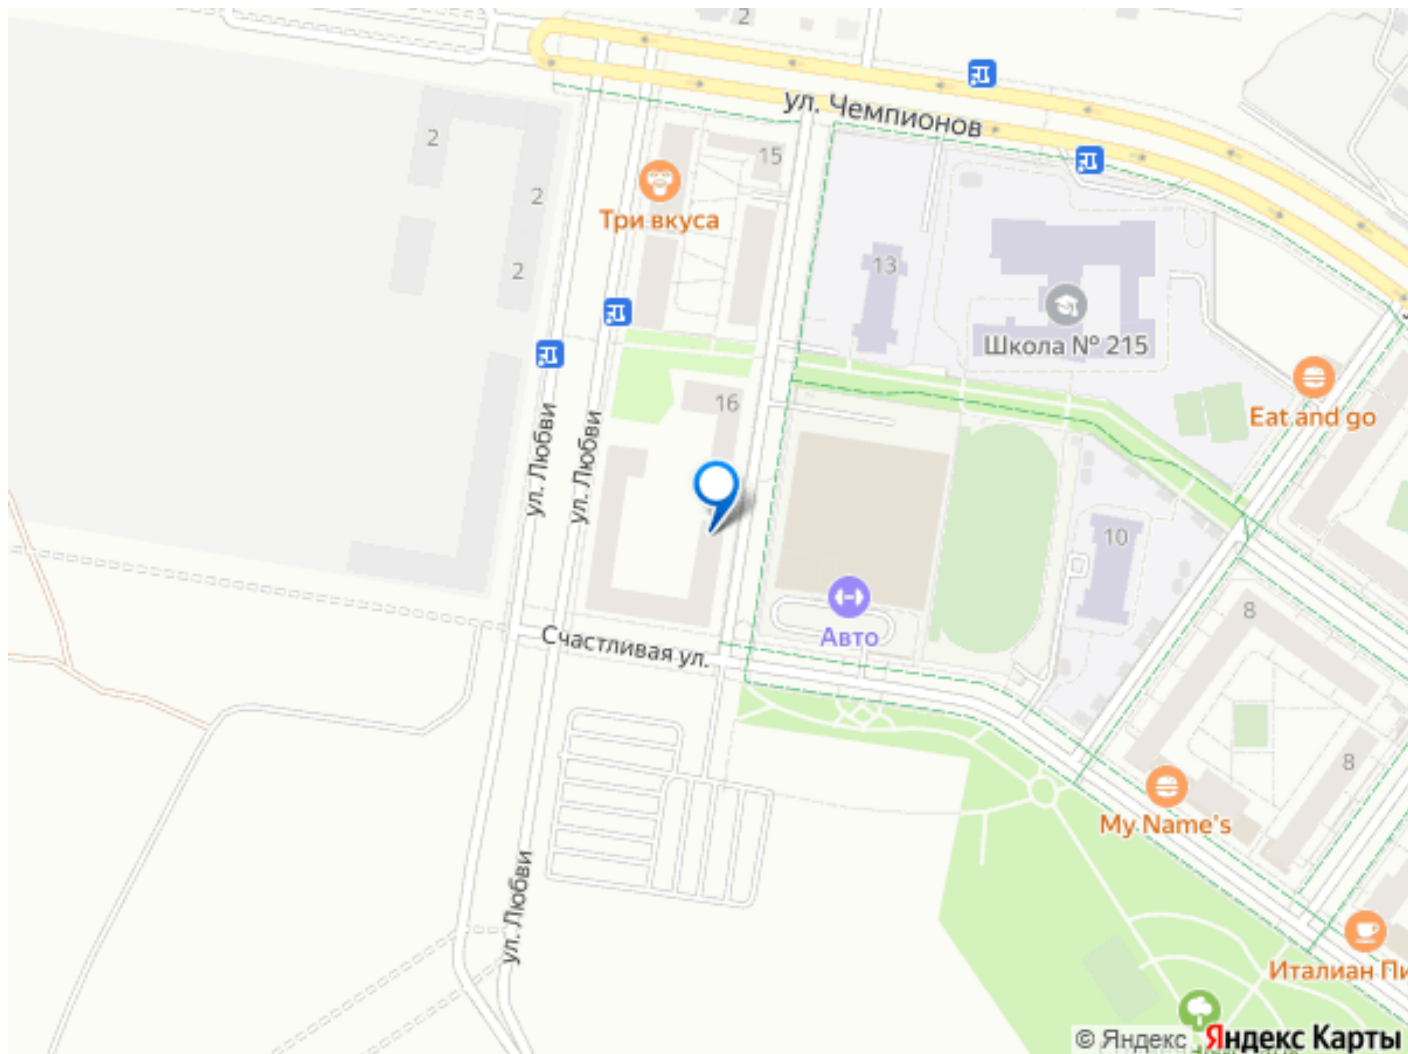 2
ул. Чемпионов
2
15
2
Три вкуса
13
2
Школа № 215
16
Eat and go
ул. Любви
ул. Любви
10
8
Авто
Счастливая ул.
8
My Name's
ул. Любви
Италиан Пи
© Яндекс Яндекс Карты